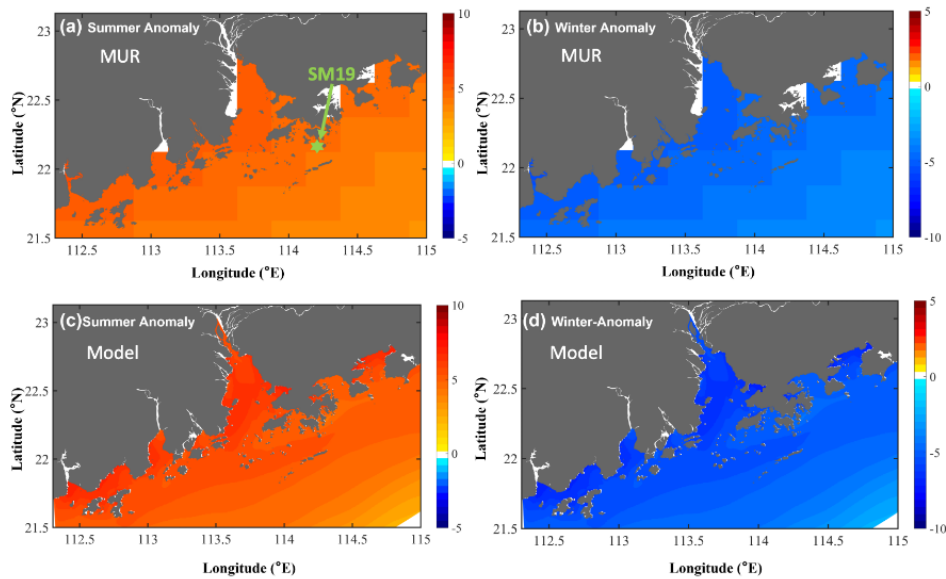 (a) Summer Anomaly
MUR
SM19
Latitude (°N)
23
22.5
22
21.5
112.5 113 113.5 114 114.5 115
Longitude (°E)
10
5
0
-5
(b) Winter Anomaly
MUR
Latitude (°N)
23
22.5
22
21.5
112.5 113 113.5 114 114.5 115
Longitude (°E)
5
0
-5
-10
(c) Summer Anomaly
Model
Latitude (°N)
23
22.5
22
21.5
112.5 113 113.5 114 114.5 115
Longitude (°E)
10
5
0
-5
(d) Winter-Anomaly
Model
Latitude (°N)
23
22.5
22
21.5
112.5 113 113.5 114 114.5 115
Longitude (°E)
5
0
-5
-10